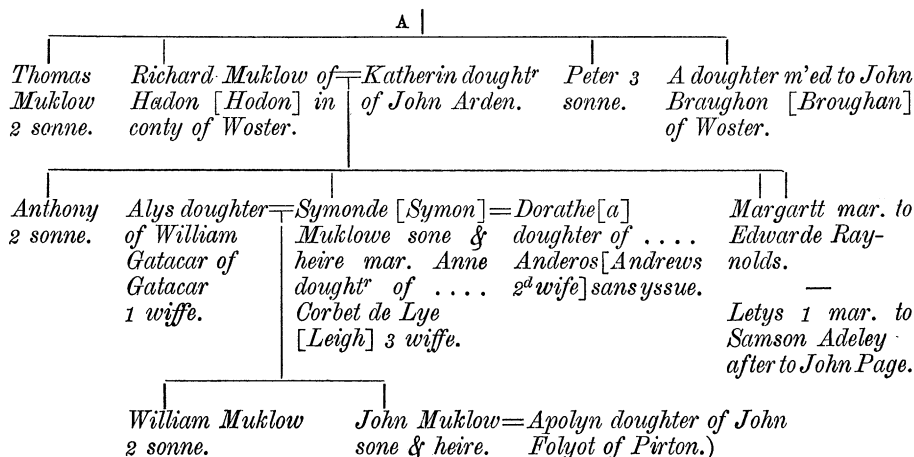 A
Thomas
Muklow
2 sonne.
Richard Muklow of=Katherin doughtʳ
Hadon [Hodon] in of John Arden.
conty of Woster.
Peter 3
sonne.
A doughter m'ed to John
Braughon [Broughan]
of Woster.
Anthony
2 sonne.
Alys doughter=
of William
Gatacar of
Gatacar
1 wiffe.
Symonde [Symon]=
Muklowe sone &
heire mar. Anne
doughtʳ of ....
Corbet de Lye
[Leigh] 3 wiffe.
Dorathe[a]
doughter of ....
Anderos[Andrews
2ᵈ wife] sans yssue.
Margartt mar. to
Edwarde Ray-
nolds.
—
Letys 1 mar. to
Samson Adeley
after to John Page.
William Muklow
2 sonne.
John Muklow=Apolyn doughter of John
sone & heire. Folyot of Pirton.)